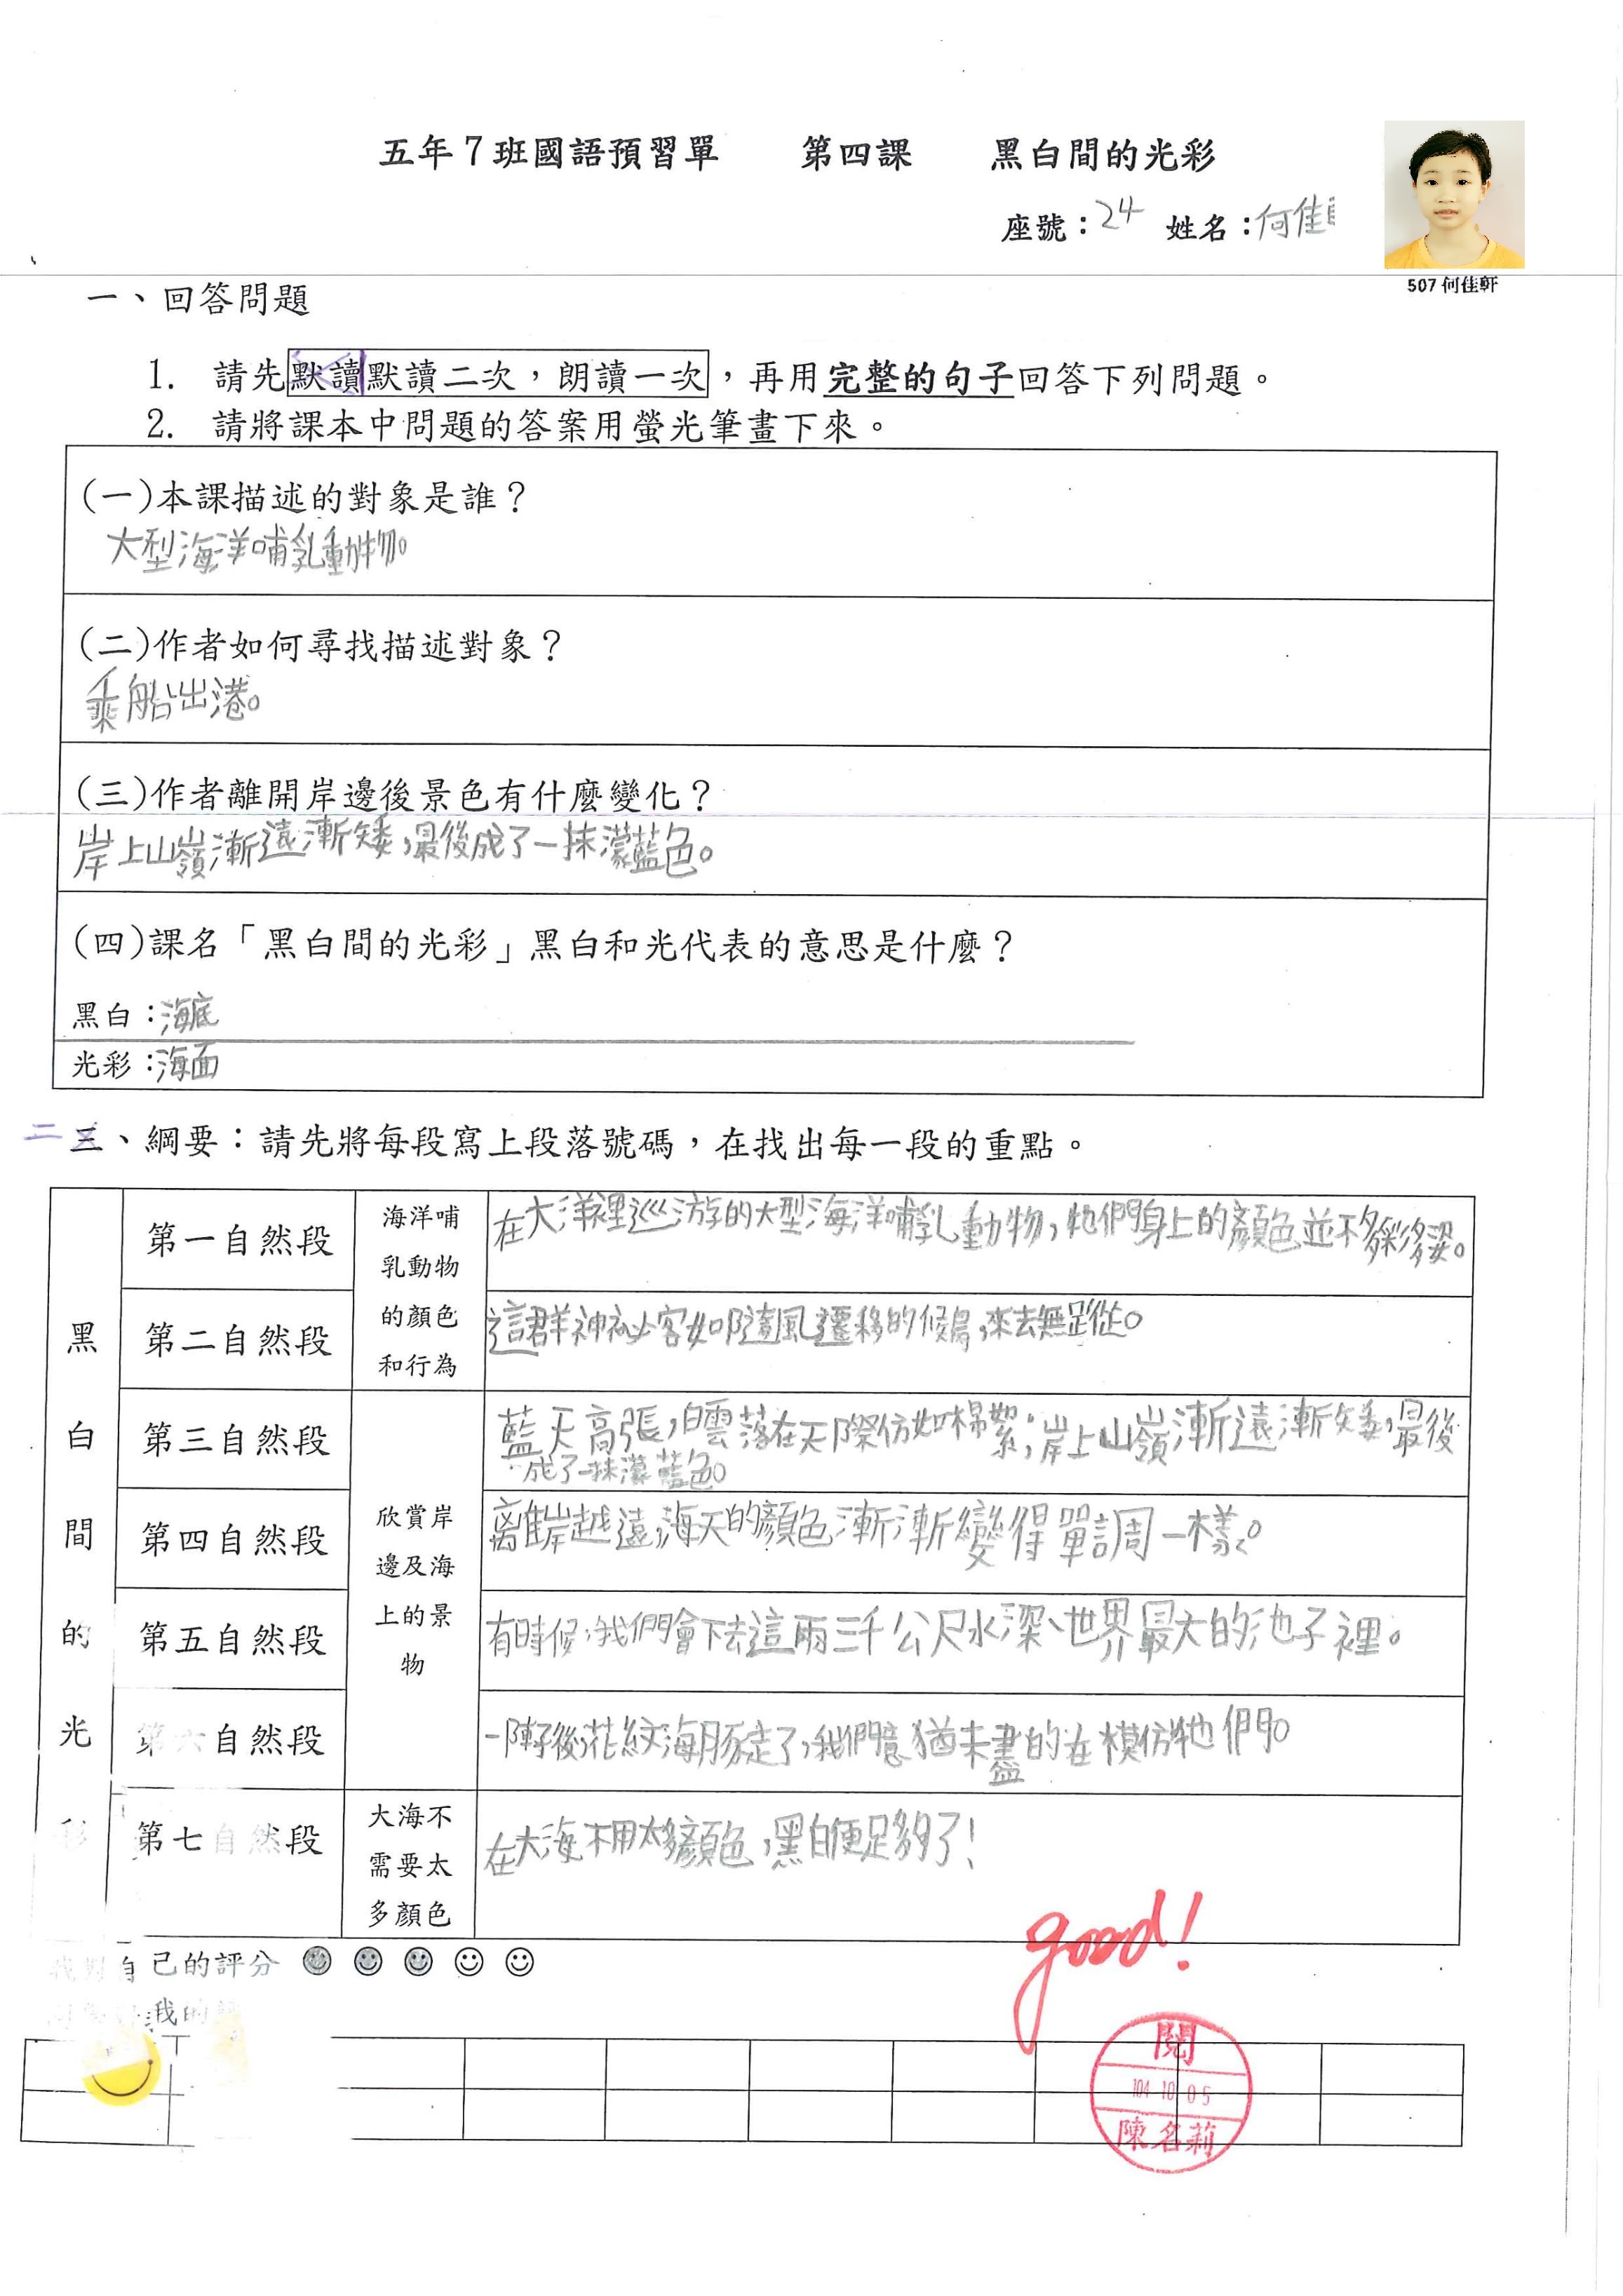 五年7班國語預習單　第四課　黑白間的光彩
座號：24 姓名：何佳
507 何佳軒
一、回答問題
1. 請先默讀默讀二次，朗讀一次，再用完整的句子回答下列問題。
2. 請將課本中問題的答案用螢光筆畫下來。
(一)本課描述的對象是誰？
大型海洋哺乳動物。
(二)作者如何尋找描述對象？
乘船出港。
(三)作者離開岸邊後景色有什麼變化？
岸上山嶺漸遠漸矮，最後成了一抹濛藍色。
(四)課名「黑白間的光彩」黑白和光代表的意思是什麼？
黑白：海底
光彩：海面
二三、綱要：請先將每段寫上段落號碼，在找出每一段的重點。
黑白間的光彩
第一自然段
海洋哺
乳動物
的顏色
和行為
在大洋裡巡游的大型海洋哺乳動物，牠們身上的顏色並不多彩多姿。
第二自然段
這群神祕客如隨風遷移的候鳥，來去無蹤。
第三自然段
欣賞岸
邊及海
上的景
物
藍天高張，白雲落在天際仿如棉絮；岸上山嶺漸遠漸矮，最後
成了一抹濛藍色。
第四自然段
離岸越遠，海天的顏色漸漸變得單調一樣。
第五自然段
有時候，我們會下去這兩三千公尺水深、世界最大的池子裡。
第六自然段
一陣子後，花紋海豚走了，我們意猶未盡的在模仿牠們。
第七自然段
大海不
需要太
多顏色
在大海不用太多顏色，黑白便足夠了！
good!
我對自己的評分
我的
閱
104 10 05
陳名莉